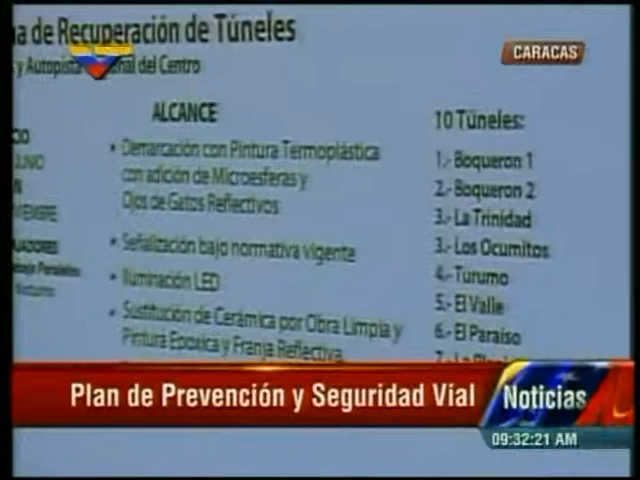 a de Recuperación de Túneles
y Autopista
nal del Centro
CARACAS
ALCANCE
• Demarcación con Pintura Termoplástica
con adición de Microesferas y
Ojos de Gatos Reflectivos
• Señalización bajo normativa vigente
• Iluminación LED
• Sustitución de Cerámica por Obra Limpia y
Pintura Epoxica y Franja Reflectiva
10 Túneles:
1.- Boqueron 1
2.- Boqueron 2
3.- La Trinidad
3.- Los Ocumitos
4.- Turumo
5.- El Valle
6.- El Paraiso
Plan de Prevención y Seguridad Vial
Noticias
09:32:21 AM